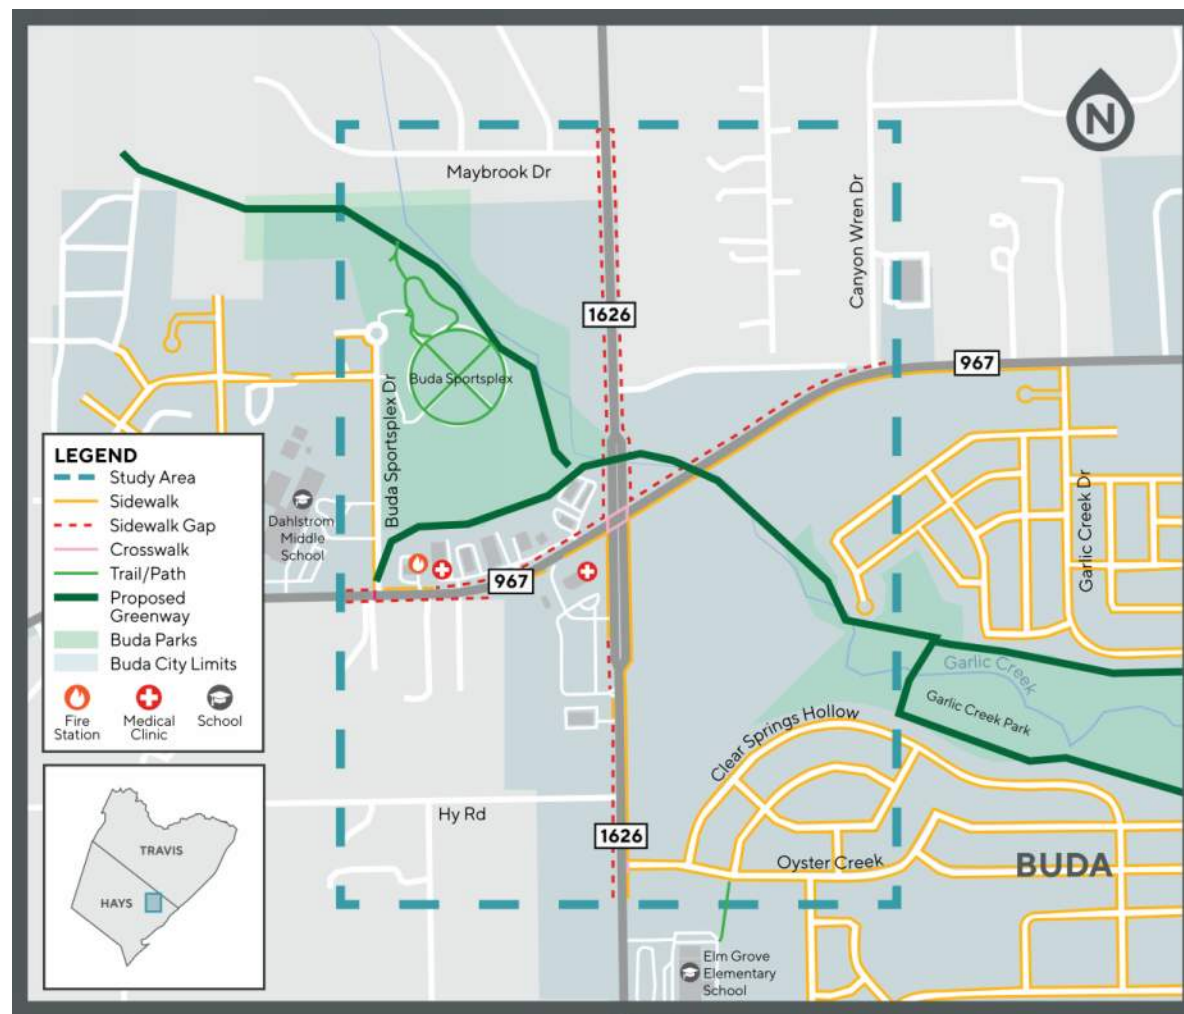 N
Maybrook Dr
Canyon Wren Dr
1626
967
Buda Sportsplex
Buda Sportsplex Dr
Garlic Creek Dr
LEGEND
Study Area
Sidewalk
Sidewalk Gap
Crosswalk
Trail/Path
Proposed
Greenway
Buda Parks
Buda City Limits
Fire
Station
Medical
Clinic
School
Dahlstrom
Middle
School
967
Garlic Creek
Garlic Creek Park
Clear Springs Hollow
Hy Rd
1626
Oyster Creek
BUDA
TRAVIS
HAYS
Elm Grove
Elementary
School